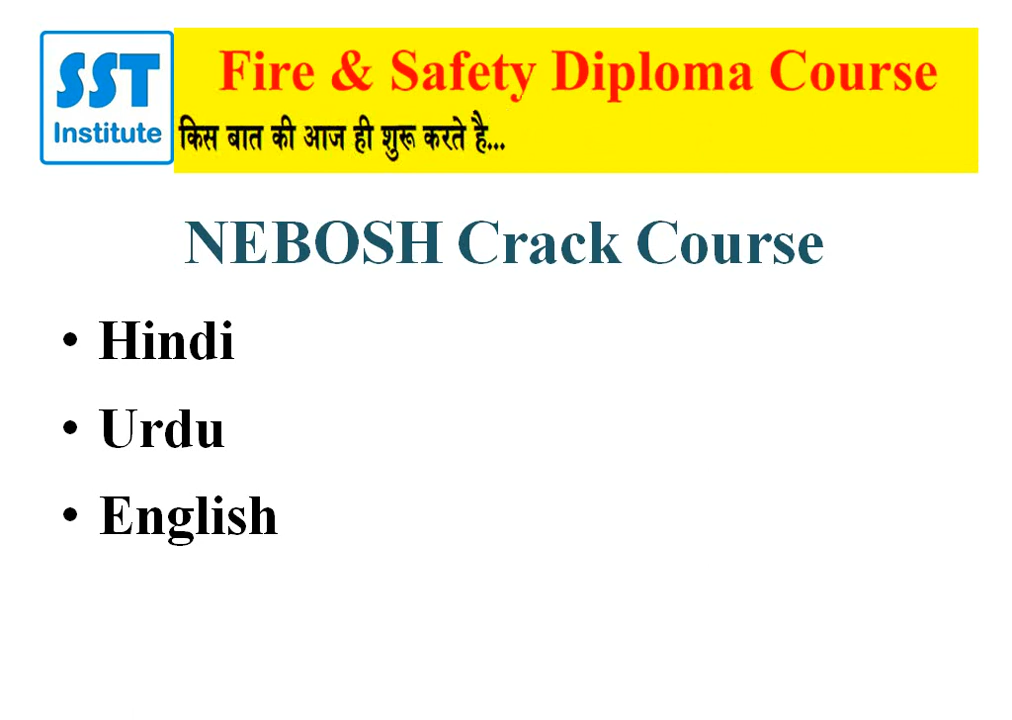 SST
Institute
Fire & Safety Diploma Course
किस बात की आज ही शुरू करते है...
NEBOSH Crack Course
• Hindi
• Urdu
• English